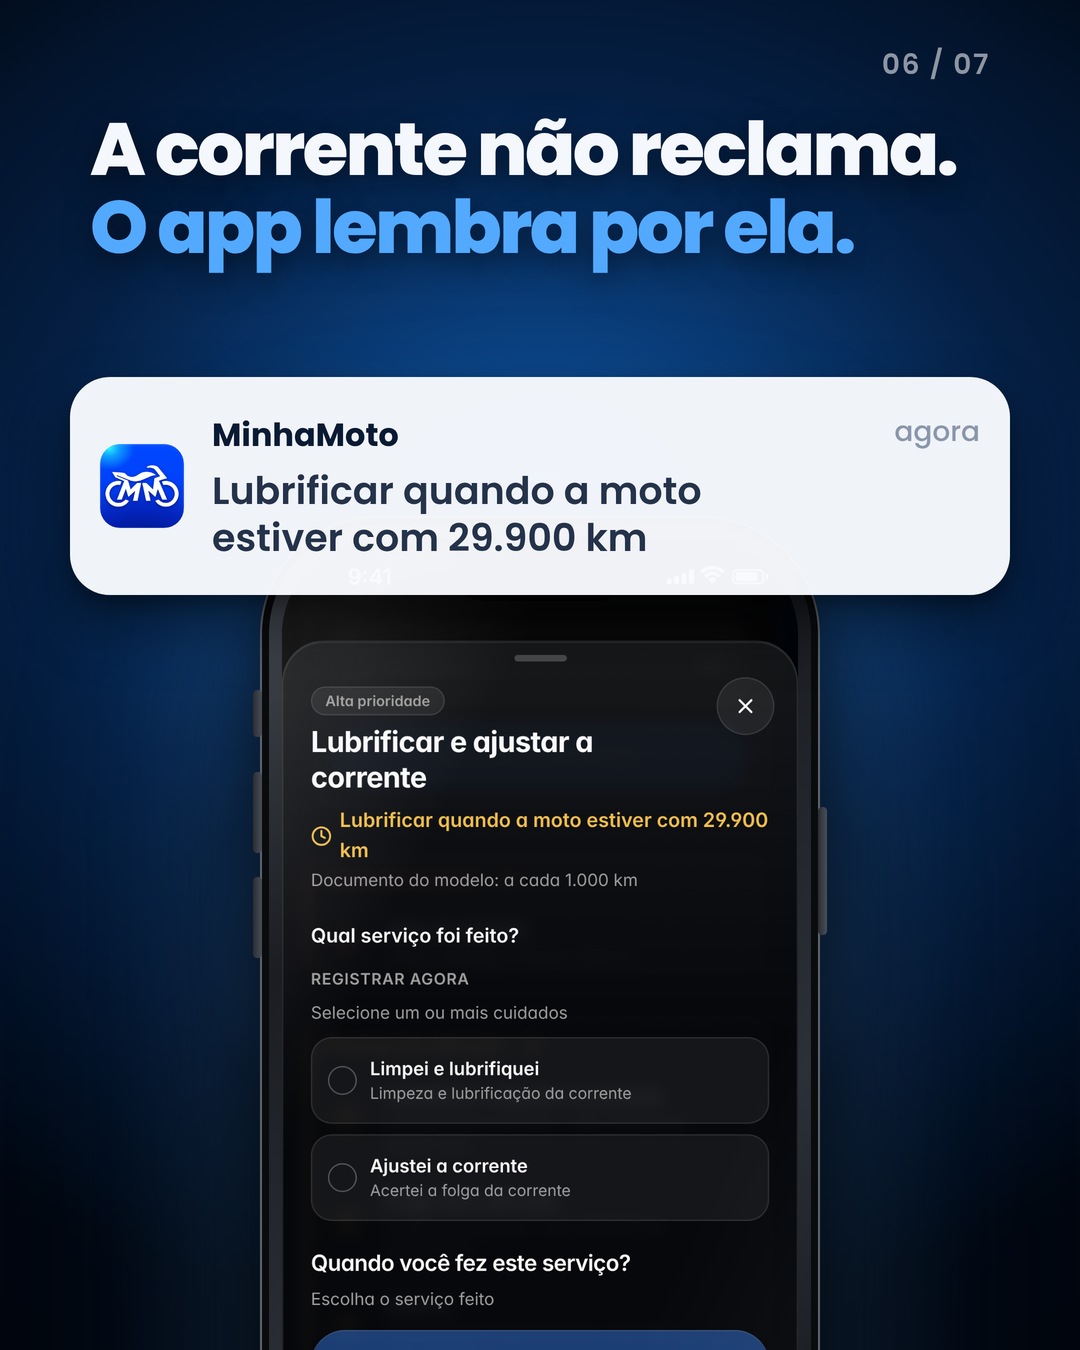 06 / 07
A corrente não reclama.
O app lembra por ela.
MinhaMoto
agora
Lubrificar quando a moto
estiver com 29.900 km
MM
9:41
Alta prioridade
Lubrificar e ajustar a
corrente
Lubrificar quando a moto estiver com 29.900
km
Documento do modelo: a cada 1.000 km
Qual serviço foi feito?
REGISTRAR AGORA
Selecione um ou mais cuidados
Limpei e lubrifiquei
Limpeza e lubrificação da corrente
Ajustei a corrente
Acertei a folga da corrente
Quando você fez este serviço?
Escolha o serviço feito